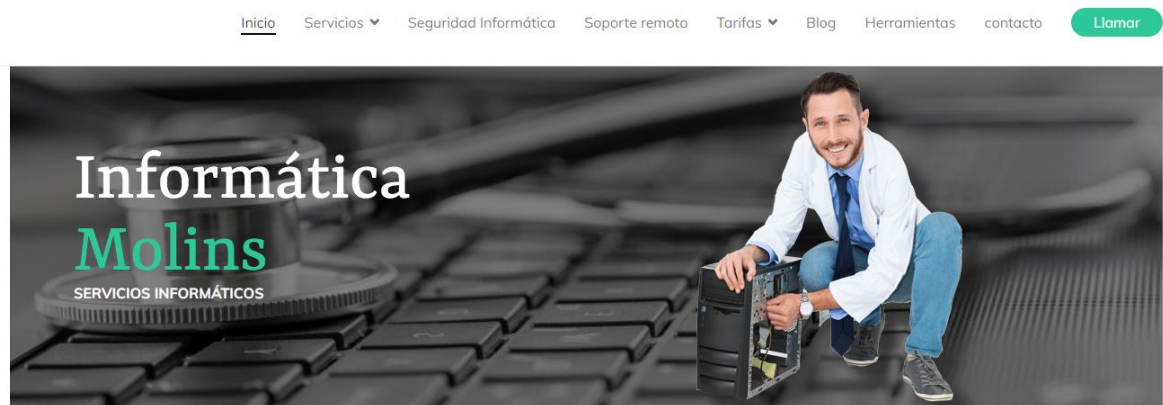 Inicio Servicios Seguridad Informática Soporte remoto Tarifas Blog Herramientas contacto Llamar
Informática
Molins
SERVICIOS INFORMÁTICOS